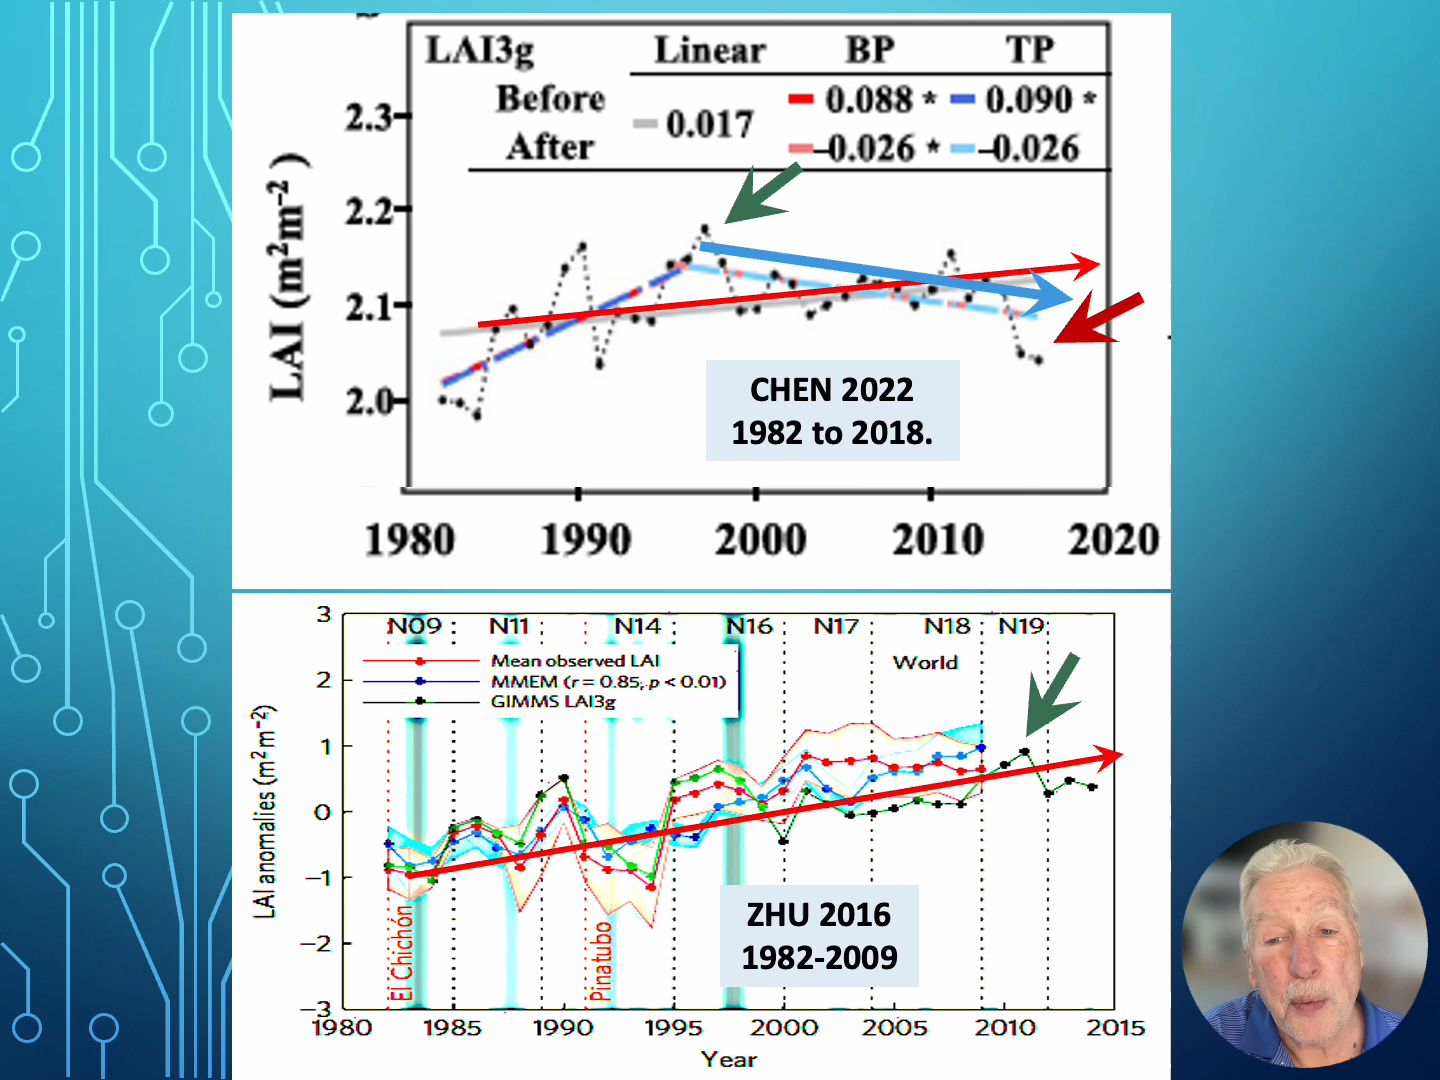 LAI3g Linear BP TP
Before 0.088 * 0.090 *
0.017
After −0.026 * −0.026
LAI (m²m⁻²)
2.3
2.2
2.1
2.0
CHEN 2022
1982 to 2018.
1980 1990 2000 2010 2020
N09 N11 N14 N16 N17 N18 N19
Mean observed LAI
MMEM (r = 0.85; p < 0.01)
GIMMS LAI3g
World
LAI anomalies (m² m⁻²)
3
2
1
0
−1
−2
−3
El Chichón
Pinatubo
ZHU 2016
1982-2009
1980 1985 1990 1995 2000 2005 2010 2015
Year